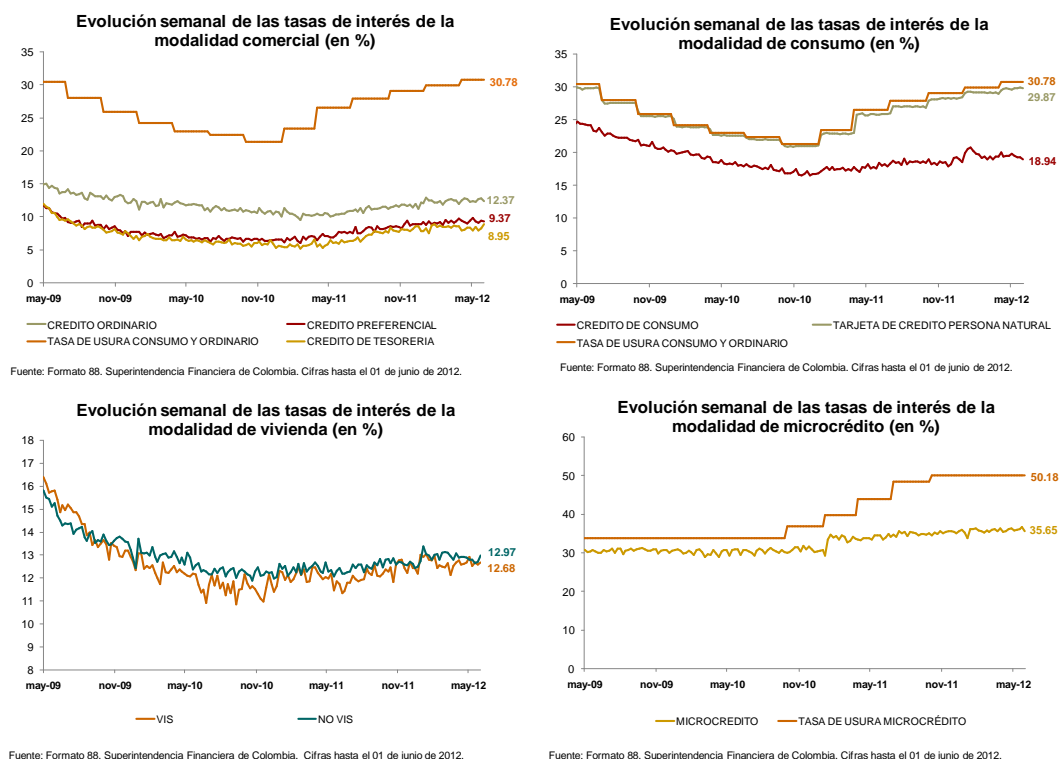 Evolución semanal de las tasas de interés de la
modalidad comercial (en %)
35
30
25
20
15
10
5
0
30.78
12.37
9.37
8.95
may-09
nov-09
may-10
nov-10
may-11
nov-11
may-12
CREDITO ORDINARIO
CREDITO PREFERENCIAL
TASA DE USURA CONSUMO Y ORDINARIO
CREDITO DE TESORERIA
Fuente: Formato 88. Superintendencia Financiera de Colombia. Cifras hasta el 01 de junio de 2012.
Evolución semanal de las tasas de interés de la
modalidad de consumo (en %)
35
30
25
20
15
10
5
0
30.78
29.87
18.94
may-09
nov-09
may-10
nov-10
may-11
nov-11
may-12
CREDITO DE CONSUMO
TARJETA DE CREDITO PERSONA NATURAL
TASA DE USURA CONSUMO Y ORDINARIO
Fuente: Formato 88. Superintendencia Financiera de Colombia. Cifras hasta el 01 de junio de 2012.
Evolución semanal de las tasas de interés de la
modalidad de vivienda (en %)
18
17
16
15
14
13
12
11
10
9
8
12.97
12.68
may-09
nov-09
may-10
nov-10
may-11
nov-11
may-12
VIS
NO VIS
Fuente: Formato 88. Superintendencia Financiera de Colombia. Cifras hasta el 01 de junio de 2012.
Evolución semanal de las tasas de interés de la
modalidad de microcrédito (en %)
60
50
40
30
20
10
0
50.18
35.65
may-09
nov-09
may-10
nov-10
may-11
nov-11
may-12
MICROCREDITO
TASA DE USURA MICROCRÉDITO
Fuente: Formato 88. Superintendencia Financiera de Colombia. Cifras hasta el 01 de junio de 2012.